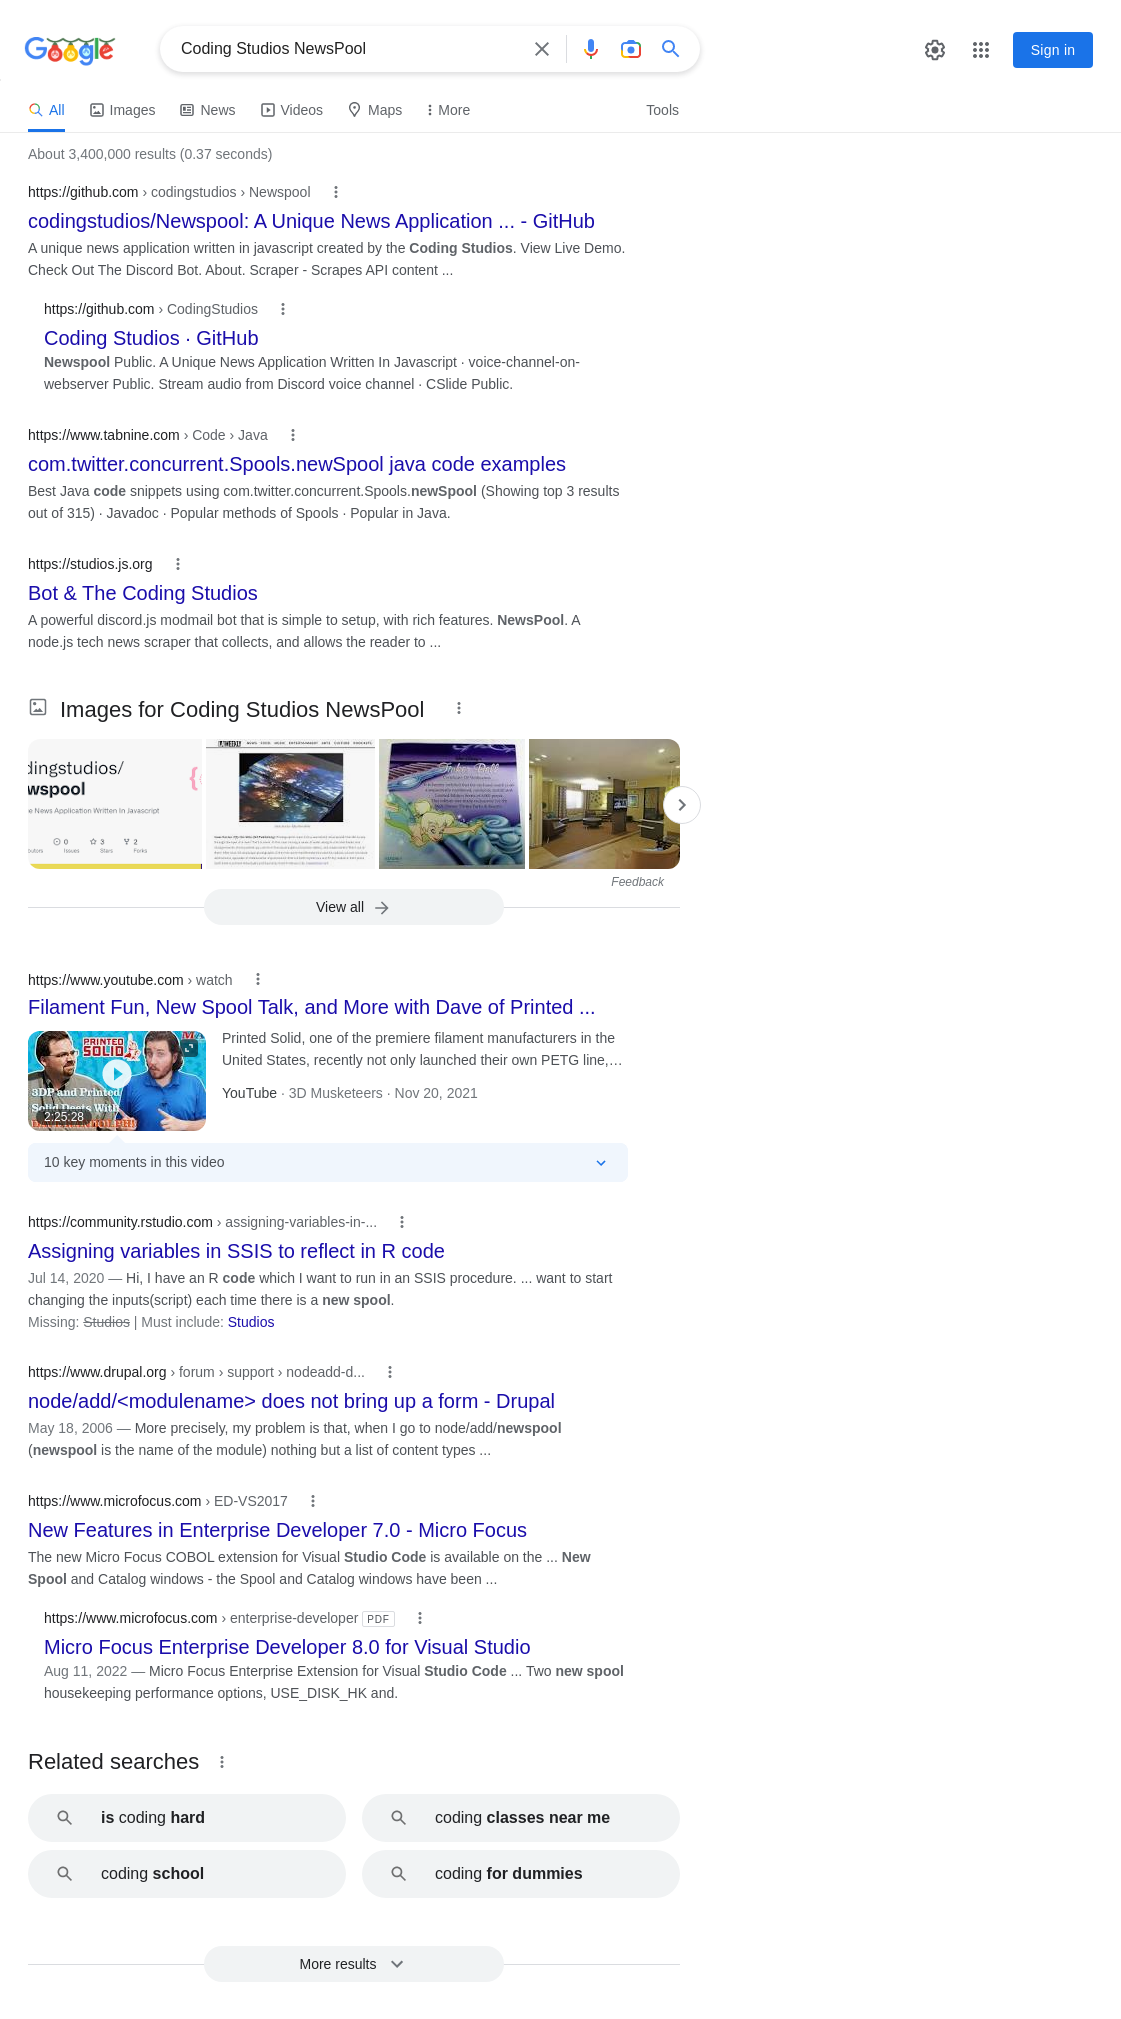 Google
Coding Studios NewsPool
Sign in
All
Images
News
Videos
Maps
More
Tools
About 3,400,000 results (0.37 seconds)
https://github.com › codingstudios › Newspool
codingstudios/Newspool: A Unique News Application ... - GitHub
A unique news application written in javascript created by the Coding Studios. View Live Demo.
Check Out The Discord Bot. About. Scraper - Scrapes API content ...
https://github.com › CodingStudios
Coding Studios · GitHub
Newspool Public. A Unique News Application Written In Javascript · voice-channel-on-
webserver Public. Stream audio from Discord voice channel · CSlide Public.
https://www.tabnine.com › Code › Java
com.twitter.concurrent.Spools.newSpool java code examples
Best Java code snippets using com.twitter.concurrent.Spools.newSpool (Showing top 3 results
out of 315) · Javadoc · Popular methods of Spools · Popular in Java.
https://studios.js.org
Bot & The Coding Studios
A powerful discord.js modmail bot that is simple to setup, with rich features. NewsPool. A
node.js tech news scraper that collects, and allows the reader to ...
Images for Coding Studios NewsPool
dingstudios/
wspool
e News Application Written In Javascript
0
3
2
Issues
Stars
Forks
WEEKLY
Tinker Bell
Feedback
View all
https://www.youtube.com › watch
Filament Fun, New Spool Talk, and More with Dave of Printed ...
PRINTED
SOLID
3DP and Printed
Solid Deets With
2:25:28
Printed Solid, one of the premiere filament manufacturers in the
United States, recently not only launched their own PETG line,…
YouTube · 3D Musketeers · Nov 20, 2021
10 key moments in this video
https://community.rstudio.com › assigning-variables-in-...
Assigning variables in SSIS to reflect in R code
Jul 14, 2020 — Hi, I have an R code which I want to run in an SSIS procedure. ... want to start
changing the inputs(script) each time there is a new spool.
Missing: Studios | Must include: Studios
https://www.drupal.org › forum › support › nodeadd-d...
node/add/<modulename> does not bring up a form - Drupal
May 18, 2006 — More precisely, my problem is that, when I go to node/add/newspool
(newspool is the name of the module) nothing but a list of content types ...
https://www.microfocus.com › ED-VS2017
New Features in Enterprise Developer 7.0 - Micro Focus
The new Micro Focus COBOL extension for Visual Studio Code is available on the ... New
Spool and Catalog windows - the Spool and Catalog windows have been ...
https://www.microfocus.com › enterprise-developer PDF
Micro Focus Enterprise Developer 8.0 for Visual Studio
Aug 11, 2022 — Micro Focus Enterprise Extension for Visual Studio Code ... Two new spool
housekeeping performance options, USE_DISK_HK and.
Related searches
is coding hard
coding classes near me
coding school
coding for dummies
More results